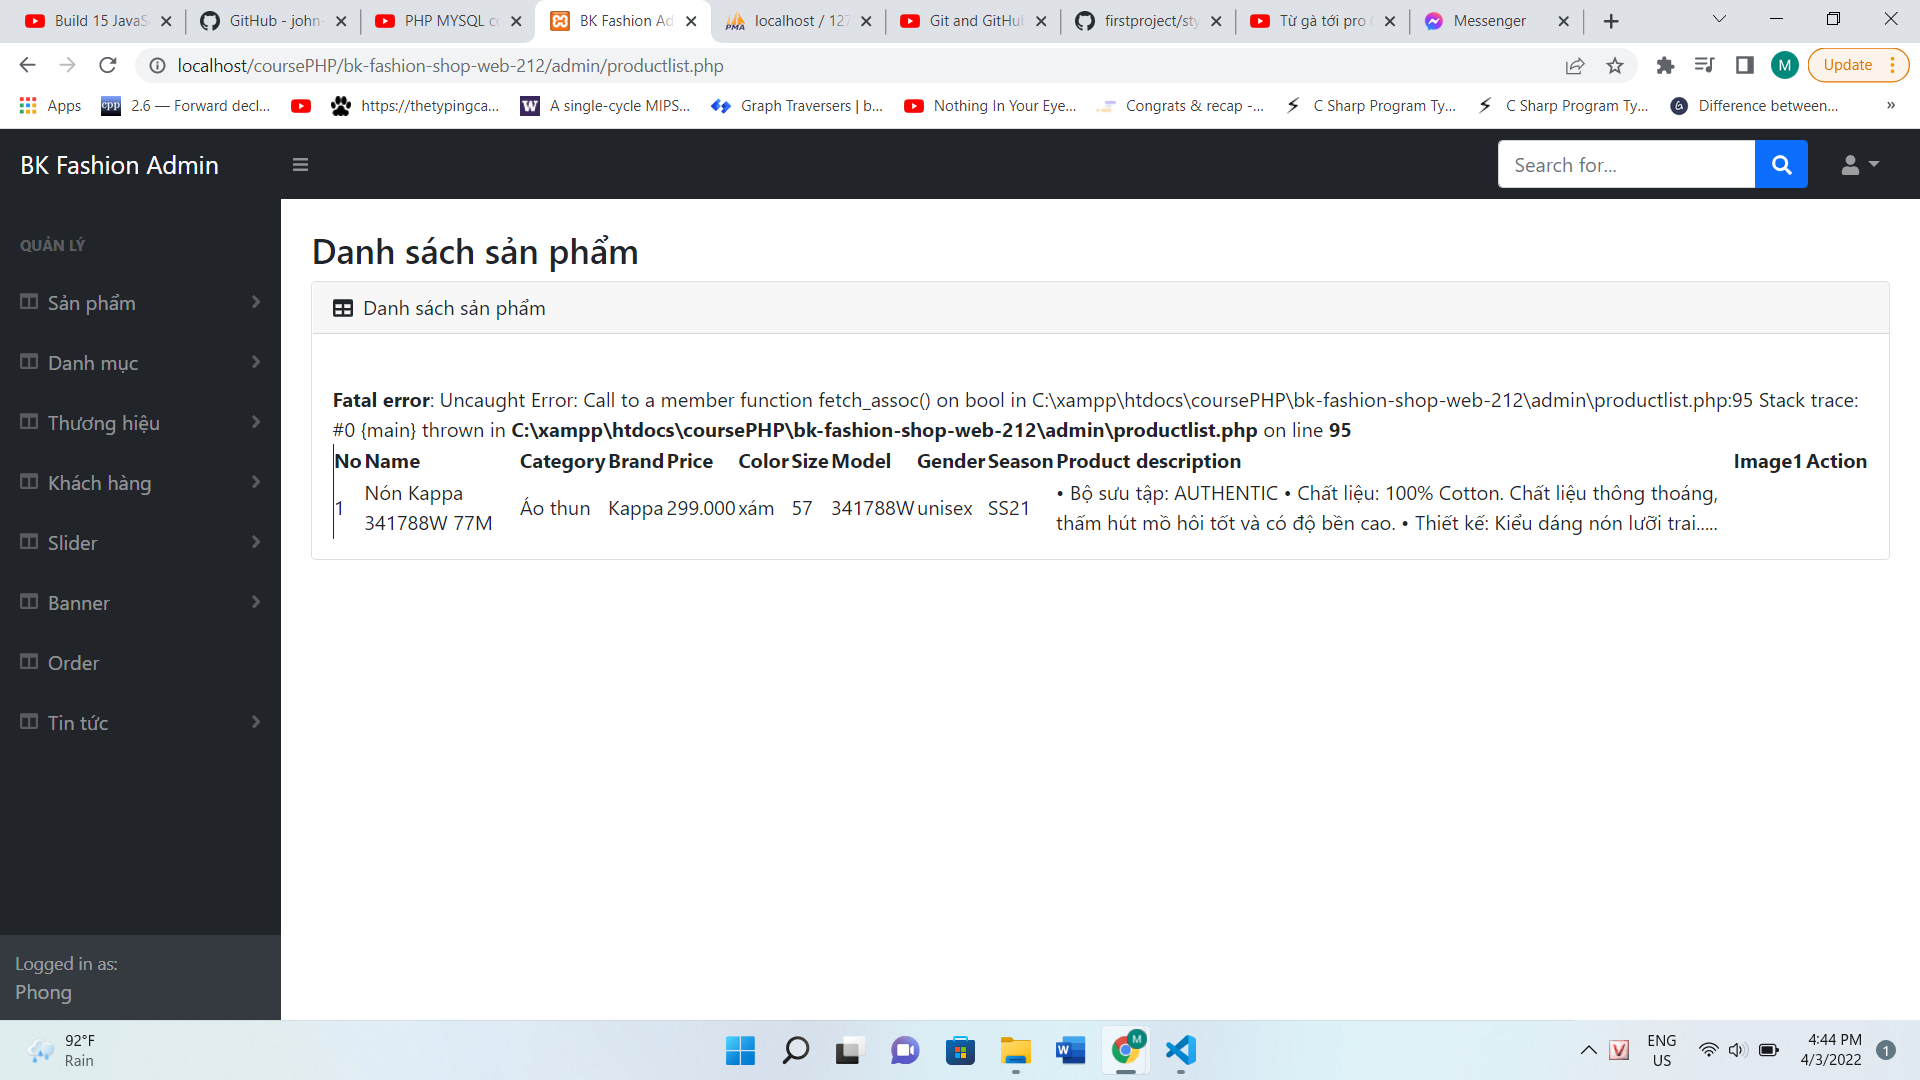 Build 15 JavaS
GitHub - john-
PHP MYSQL co
BK Fashion Ad
localhost / 127
Git and GitHub
firstproject/sty
Từ gà tới pro
Messenger
localhost/coursePHP/bk-fashion-shop-web-212/admin/productlist.php
M
Update
Apps
cpp
2.6 — Forward decl...
https://thetypingca...
W
A single-cycle MIPS...
Graph Traversers | b...
Nothing In Your Eye...
Congrats & recap -...
C Sharp Program Ty...
C Sharp Program Ty...
Difference between...
»
BK Fashion Admin
Search for...
QUẢN LÝ
Sản phẩm
Danh mục
Thương hiệu
Khách hàng
Slider
Banner
Order
Tin tức
Logged in as:
Phong
Danh sách sản phẩm
Danh sách sản phẩm
Fatal error: Uncaught Error: Call to a member function fetch_assoc() on bool in C:\xampp\htdocs\coursePHP\bk-fashion-shop-web-212\admin\productlist.php:95 Stack trace:
#0 {main} thrown in C:\xampp\htdocs\coursePHP\bk-fashion-shop-web-212\admin\productlist.php on line 95
No Name Category Brand Price Color Size Model Gender Season Product description Image1 Action
1 Nón Kappa 341788W 77M Áo thun Kappa 299.000 xám 57 341788W unisex SS21 • Bộ sưu tập: AUTHENTIC • Chất liệu: 100% Cotton. Chất liệu thông thoáng,
thấm hút mồ hôi tốt và có độ bền cao. • Thiết kế: Kiểu dáng nón lưỡi trai.....
92°F
Rain
M
ENG
US
4:44 PM
4/3/2022
1